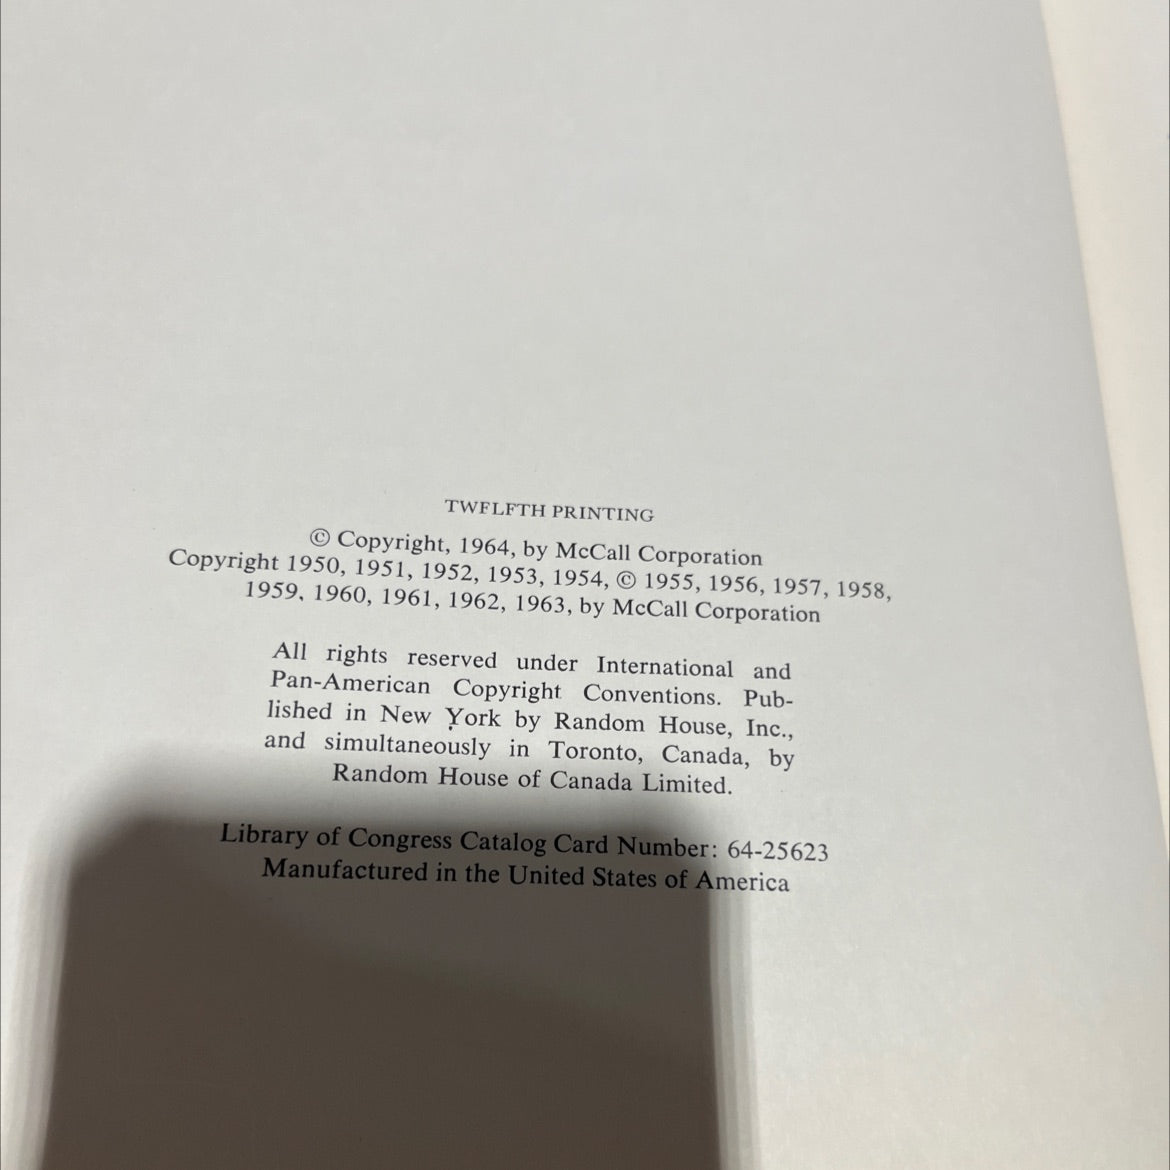 TWELFTH PRINTING
© Copyright, 1964, by McCall Corporation
Copyright 1950, 1951, 1952, 1953, 1954, © 1955, 1956, 1957, 1958,
1959, 1960, 1961, 1962, 1963, by McCall Corporation
All rights reserved under International and
Pan-American Copyright Conventions. Pub-
lished in New York by Random House, Inc.,
and simultaneously in Toronto, Canada, by
Random House of Canada Limited.
Library of Congress Catalog Card Number: 64-25623
Manufactured in the United States of America